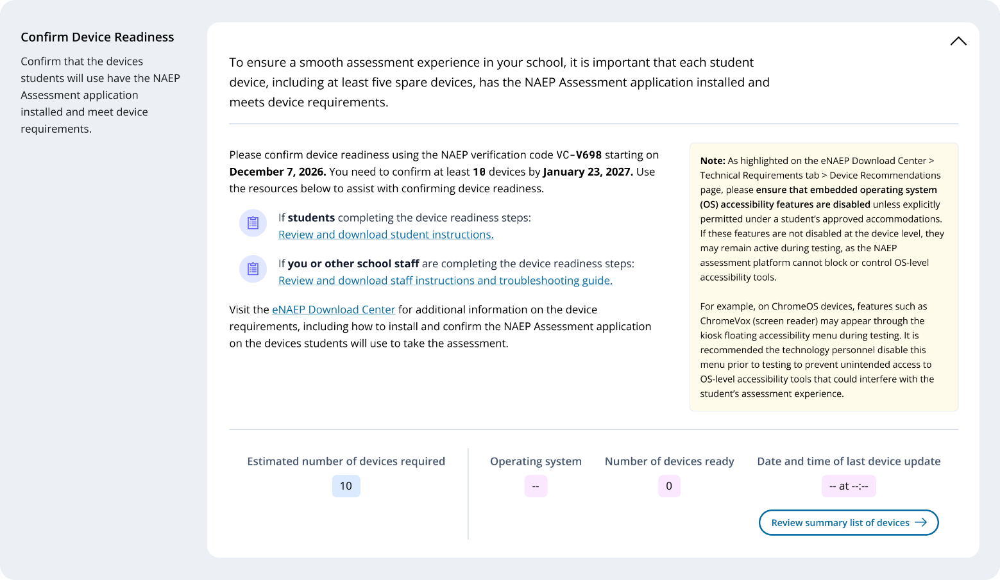 Confirm Device Readiness
Confirm that the devices
students will use have the NAEP
Assessment application
installed and meet device
requirements.
To ensure a smooth assessment experience in your school, it is important that each student
device, including at least five spare devices, has the NAEP Assessment application installed and
meets device requirements.
Please confirm device readiness using the NAEP verification code VC-V698 starting on
December 7, 2026. You need to confirm at least 10 devices by January 23, 2027. Use
the resources below to assist with confirming device readiness.
If students completing the device readiness steps:
Review and download student instructions.
If you or other school staff are completing the device readiness steps:
Review and download staff instructions and troubleshooting guide.
Visit the eNAEP Download Center for additional information on the device
requirements, including how to install and confirm the NAEP Assessment application
on the devices students will use to take the assessment.
Note: As highlighted on the eNAEP Download Center >
Technical Requirements tab > Device Recommendations
page, please ensure that embedded operating system
(OS) accessibility features are disabled unless explicitly
permitted under a student’s approved accommodations.
If these features are not disabled at the device level, they
may remain active during testing, as the NAEP
assessment platform cannot block or control OS-level
accessibility tools.
For example, on ChromeOS devices, features such as
ChromeVox (screen reader) may appear through the
kiosk floating accessibility menu during testing. It is
recommended the technology personnel disable this
menu prior to testing to prevent unintended access to
OS-level accessibility tools that could interfere with the
student’s assessment experience.
Estimated number of devices required
10
Operating system
--
Number of devices ready
0
Date and time of last device update
-- at --:--
Review summary list of devices